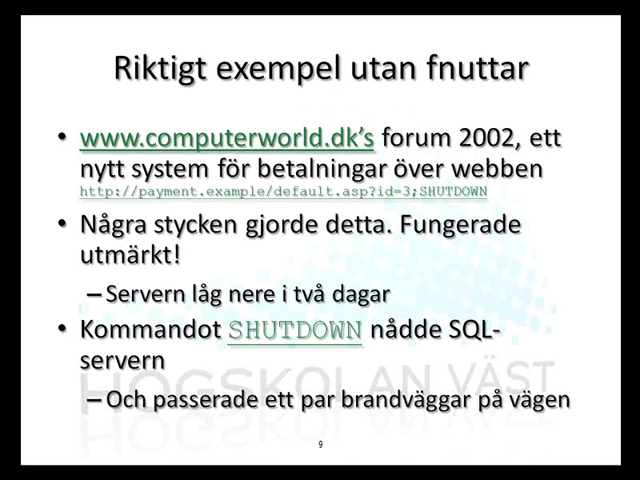 Riktigt exempel utan fnuttar
• www.computerworld.dk's forum 2002, ett
nytt system för betalningar över webben
http://payment.example/default.asp?id=3;SHUTDOWN
• Några stycken gjorde detta. Fungerade
utmärkt!
– Servern låg nere i två dagar
• Kommandot SHUTDOWN nådde SQL-
servern
– Och passerade ett par brandväggar på vägen
HÖGSKOLAN VÄST
9